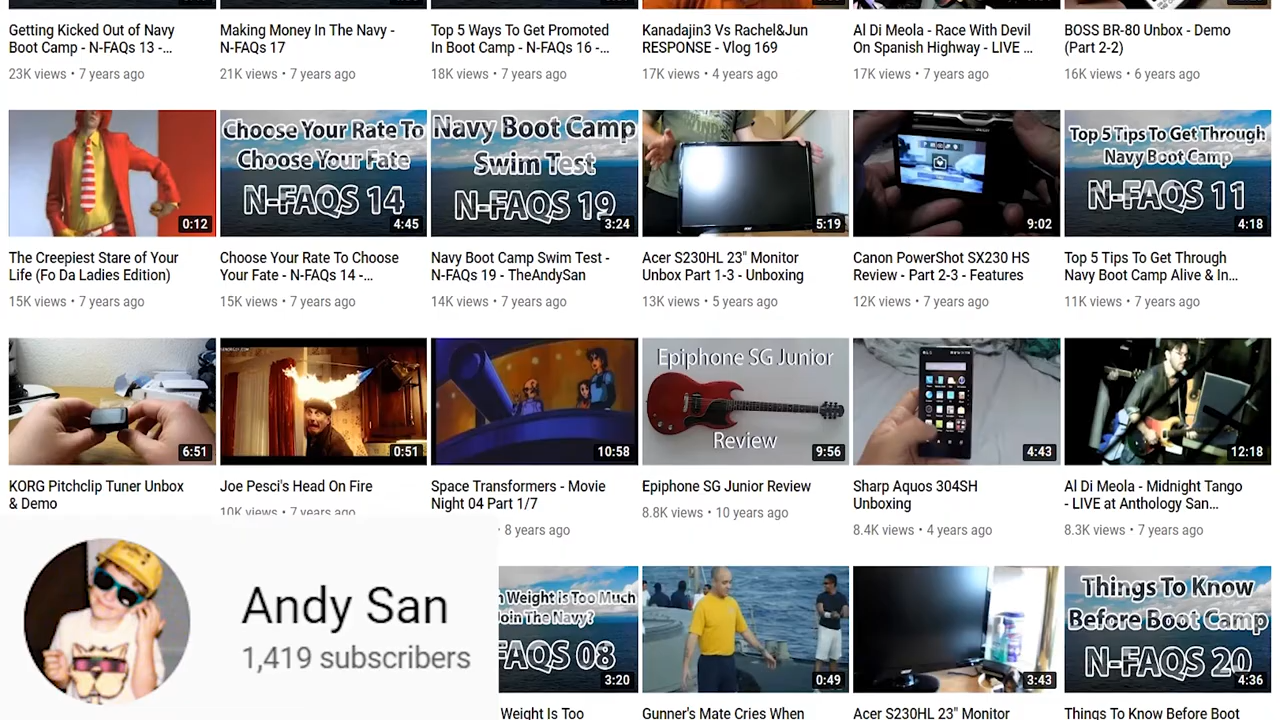 Getting Kicked Out of Navy
Boot Camp - N-FAQs 13 -...
23K views • 7 years ago
Making Money In The Navy -
N-FAQs 17
21K views • 7 years ago
Top 5 Ways To Get Promoted
In Boot Camp - N-FAQs 16 -...
18K views • 7 years ago
Kanadajin3 Vs Rachel&Jun
RESPONSE - Vlog 169
17K views • 4 years ago
Al Di Meola - Race With Devil
On Spanish Highway - LIVE ...
17K views • 7 years ago
BOSS BR-80 Unbox - Demo
(Part 2-2)
16K views • 6 years ago
0:12
The Creepiest Stare of Your
Life (Fo Da Ladies Edition)
15K views • 7 years ago
Choose Your Rate To
Choose Your Fate
N-FAQS 14
4:45
Choose Your Rate To Choose
Your Fate - N-FAQs 14 -...
15K views • 7 years ago
Navy Boot Camp
Swim Test
N-FAQS 19
3:24
Navy Boot Camp Swim Test -
N-FAQs 19 - TheAndySan
14K views • 7 years ago
5:19
Acer S230HL 23" Monitor
Unbox Part 1-3 - Unboxing
13K views • 5 years ago
9:02
Canon PowerShot SX230 HS
Review - Part 2-3 - Features
12K views • 7 years ago
Top 5 Tips To Get Through
Navy Boot Camp
N-FAQS 11
4:18
Top 5 Tips To Get Through
Navy Boot Camp Alive & In...
11K views • 7 years ago
6:51
KORG Pitchclip Tuner Unbox
& Demo
0:51
Joe Pesci's Head On Fire
10K views • 7 years ago
10:58
Space Transformers - Movie
Night 04 Part 1/7
• 8 years ago
Epiphone SG Junior
Review
9:56
Epiphone SG Junior Review
8.8K views • 10 years ago
4:43
Sharp Aquos 304SH
Unboxing
8.4K views • 4 years ago
12:18
Al Di Meola - Midnight Tango
- LIVE at Anthology San...
8.3K views • 7 years ago
Andy San
1,419 subscribers
Weight is Too Much
Join The Navy?
FAQS 08
3:20
Weight Is Too
0:49
Gunner's Mate Cries When
3:43
Acer S230HL 23" Monitor
Things To Know
Before Boot Camp
N-FAQS 20
4:36
Things To Know Before Boot